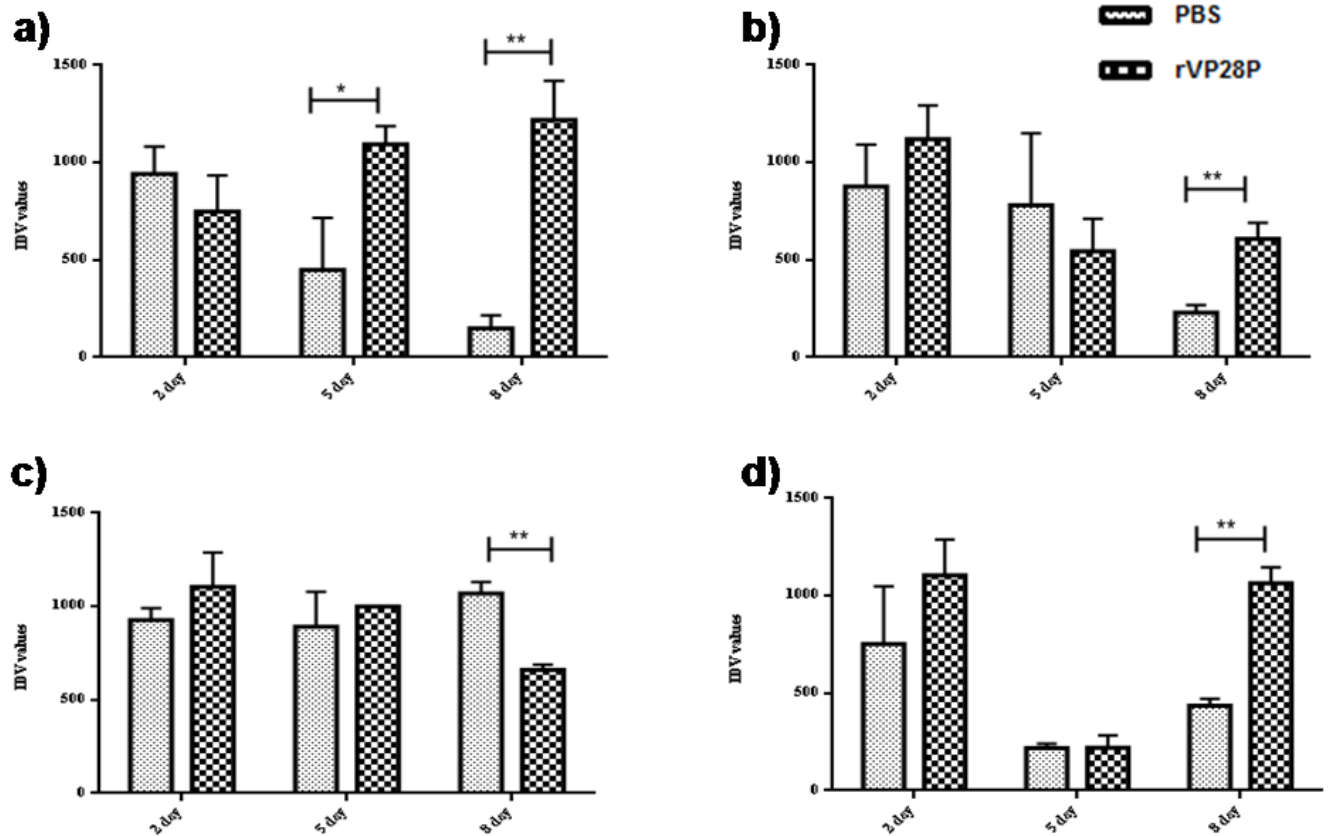 a)
1500
1000
500
0
IDV values
*
**
2 day
5 day
8 day
b)
PBS
rVP28P
1500
1000
500
0
IDV values
**
2 day
5 day
8 day
c)
1500
1000
500
0
IDV values
**
2 day
5 day
8 day
d)
1500
1000
500
0
IDV values
**
2 day
5 day
8 day